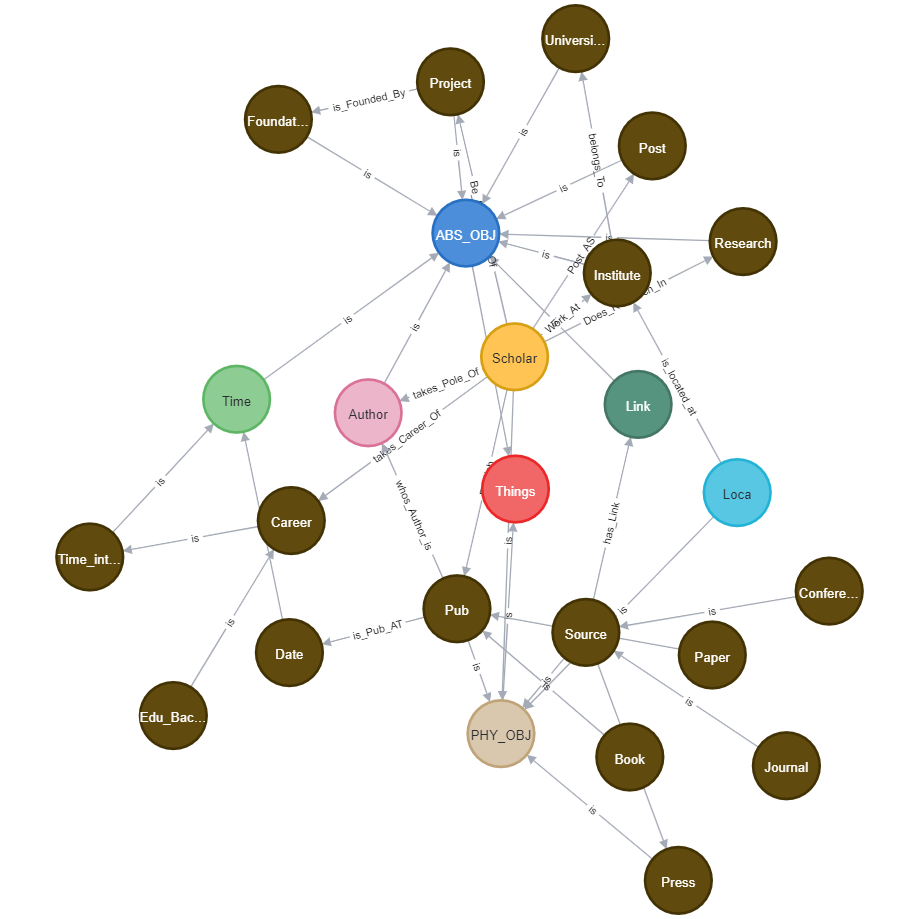 Universi...
Project
is_Founded_By
Foundat...
is
belongs_To
Post
is
is
Be_
is
ABS_OBJ
Research
is
is
Post_AS
Of
Institute
Work_At
is
Scholar
takes_Pole_Of
is_located_at
Time
Author
Link
takes_Career_Of
is
Things
Loca
whos_Author_is
has_Link
Career
is
Time_int...
is
is
Confere...
Pub
is
is
is
Source
is_Pub_AT
Date
Paper
is
is
Edu_Bac...
is
PHY_OBJ
Book
Journal
is
Press